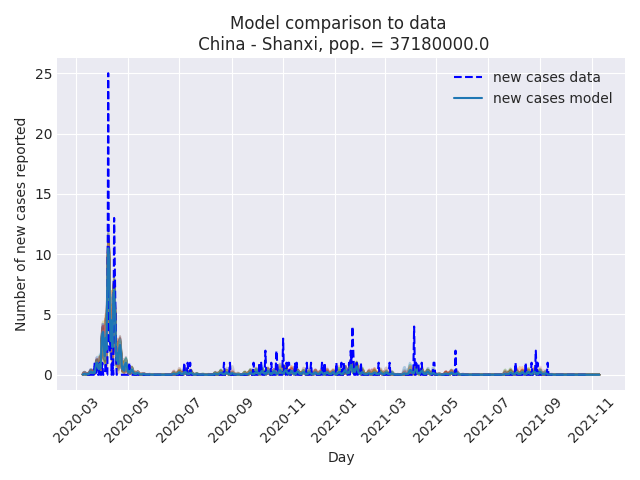 Model comparison to data
China - Shanxi, pop. = 37180000.0
new cases data
new cases model
Number of new cases reported
25
20
15
10
5
0
2020-03
2020-05
2020-07
2020-09
2020-11
2021-01
2021-03
2021-05
2021-07
2021-09
2021-11
Day